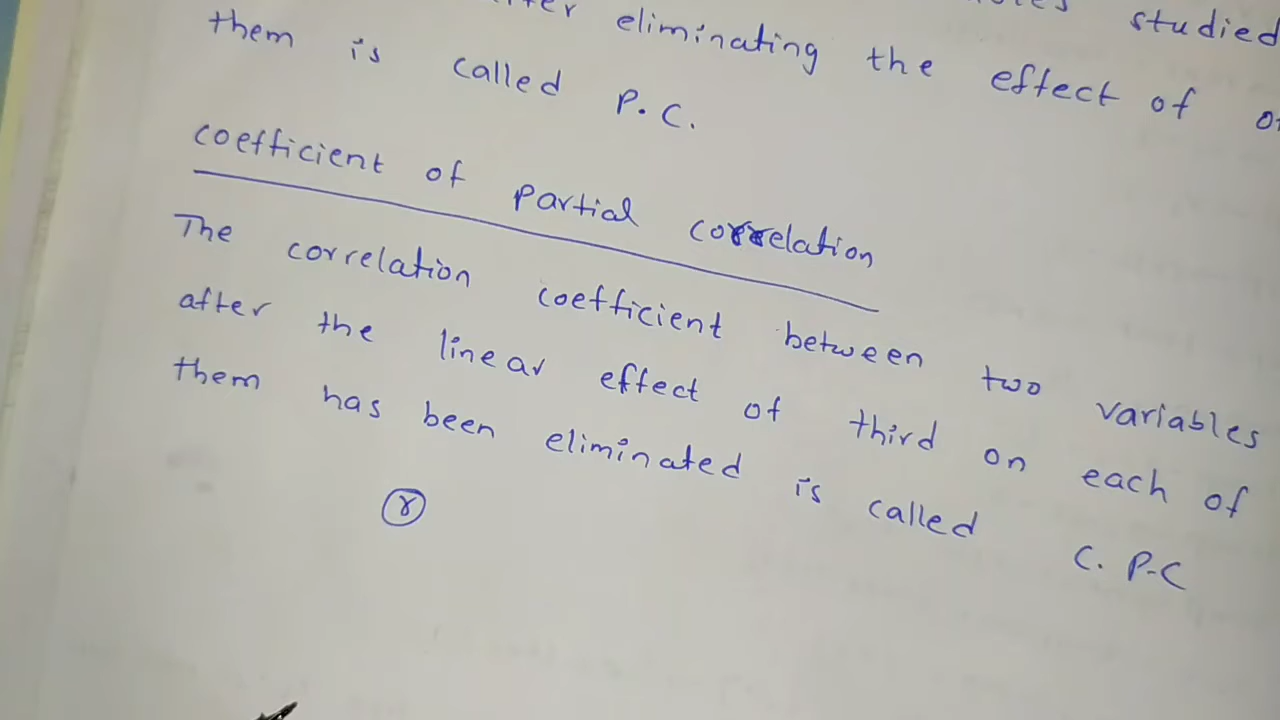 eliminating the effect of
studied
them is called P.C.
coefficient of partial correlation
The correlation coefficient between two variables
after the linear effect of third on each of
them has been eliminated is called C. P-C
r